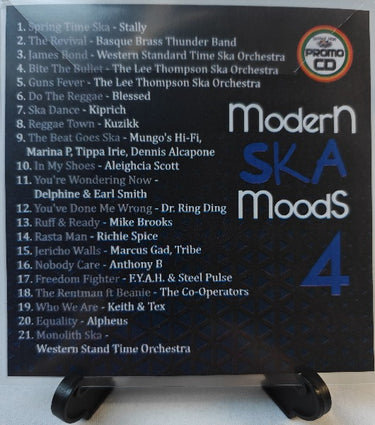 1. Spring Time Ska - Stally
2. The Revival - Basque Brass Thunder Band
3. James Bond - Western Standard Time Ska Orchestra
4. Bite The Bullet - The Lee Thompson Ska Orchestra
5. Guns Fever - The Lee Thompson Ska Orchestra
6. Do The Reggae - Blessed
7. Ska Dance - Kiprich
8. Reggae Town - Kuzikk
9. The Beat Goes Ska - Mungo's Hi-Fi,
Marina P, Tippa Irie, Dennis Alcapone
10. In My Shoes - Aleighcia Scott
11. You're Wondering Now -
Delphine & Earl Smith
12. You've Done Me Wrong - Dr. Ring Ding
13. Ruff & Ready - Mike Brooks
14. Rasta Man - Richie Spice
15. Jericho Walls - Marcus Gad, Tribe
16. Nobody Care - Anthony B
17. Freedom Fighter - F.Y.A.H. & Steel Pulse
18. The Rentman ft Beanie - The Co-Operators
19. Who We Are - Keith & Tex
20. Equality - Alpheus
21. Monolith Ska -
Western Stand Time Orchestra
PROMO
CD
Modern
SKA
MoodS
4